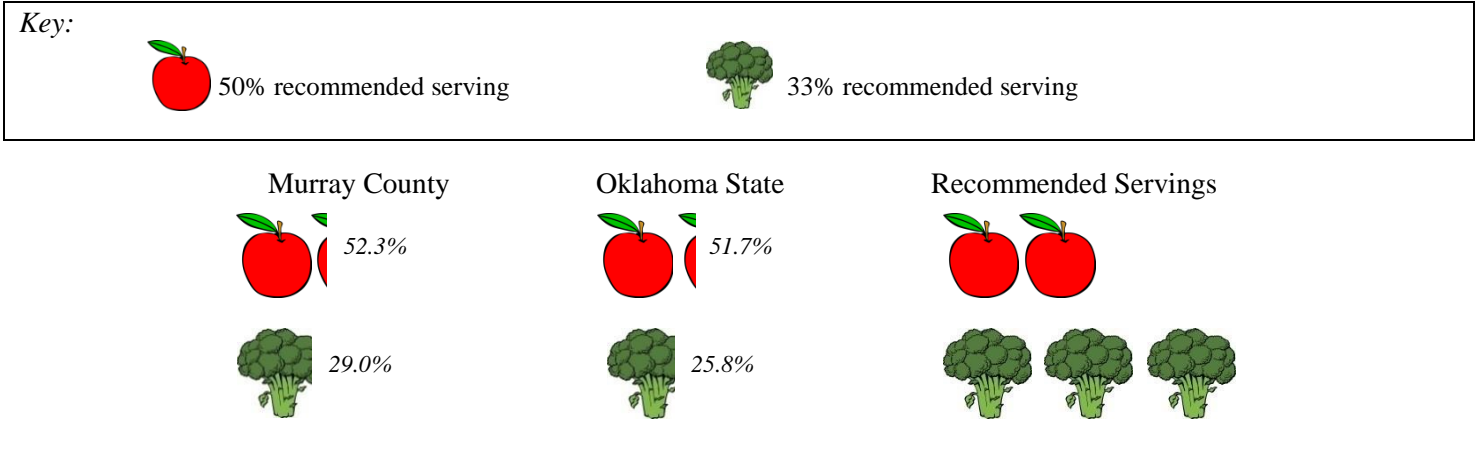 Key:
50% recommended serving 33% recommended serving
Murray County Oklahoma State Recommended Servings
52.3% 51.7%
29.0% 25.8%